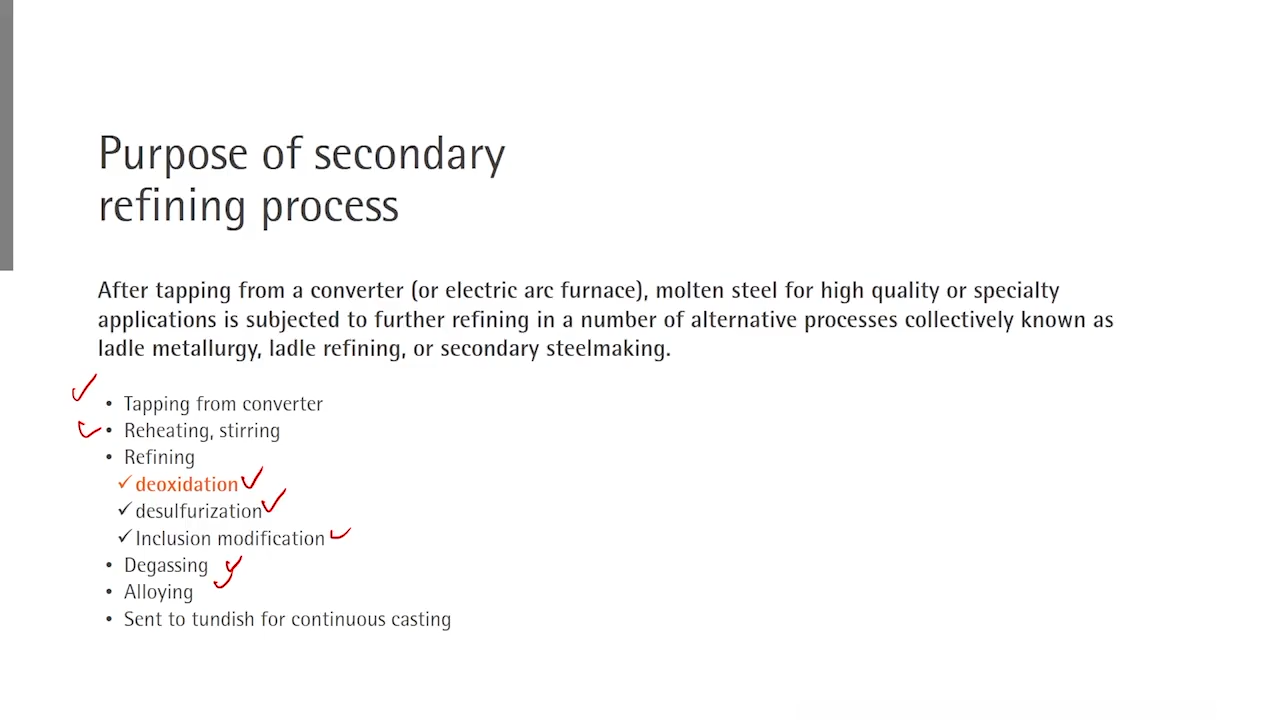 Purpose of secondary
refining process
After tapping from a converter (or electric arc furnace), molten steel for high quality or specialty
applications is subjected to further refining in a number of alternative processes collectively known as
ladle metallurgy, ladle refining, or secondary steelmaking.
• Tapping from converter
• Reheating, stirring
• Refining
✓ deoxidation
✓ desulfurization
✓ Inclusion modification
• Degassing
• Alloying
• Sent to tundish for continuous casting